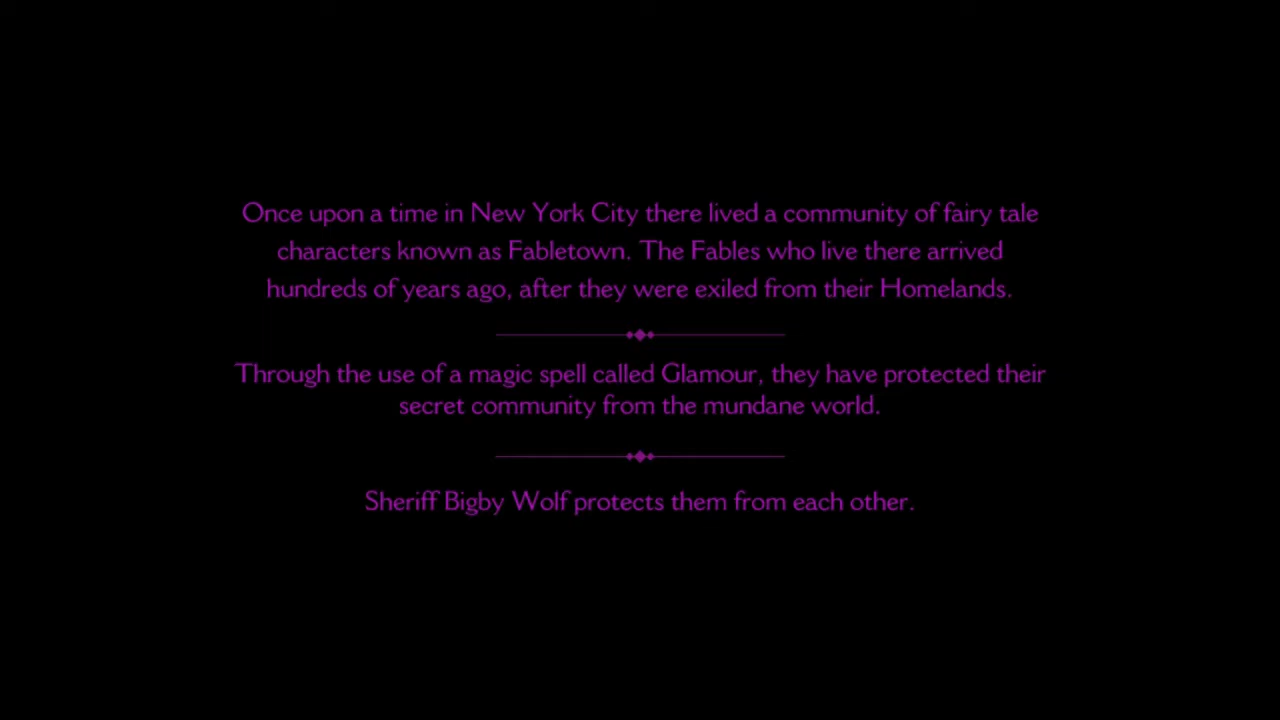 Once upon a time in New York City there lived a community of fairy tale
characters known as Fabletown. The Fables who live there arrived
hundreds of years ago, after they were exiled from their Homelands.
Through the use of a magic spell called Glamour, they have protected their
secret community from the mundane world.
Sheriff Bigby Wolf protects them from each other.